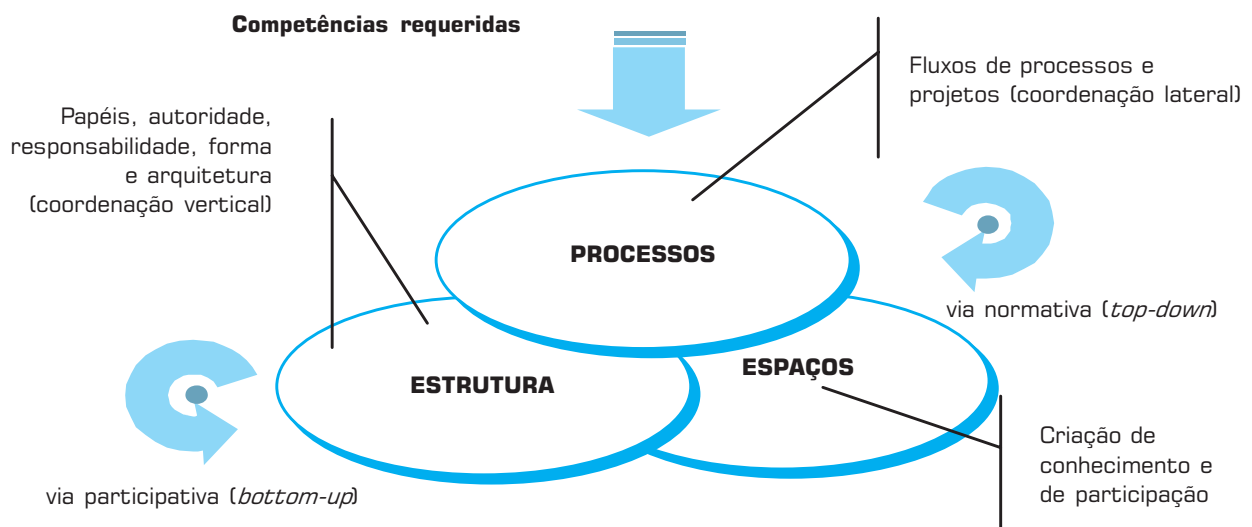 Competências requeridas
Fluxos de processos e
projetos (coordenação lateral)
Papéis, autoridade,
responsabilidade, forma
e arquitetura
(coordenação vertical)
PROCESSOS
via normativa (top-down)
ESTRUTURA
ESPAÇOS
Criação de
conhecimento e
de participação
via participativa (bottom-up)